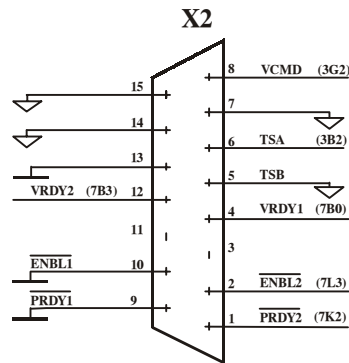 X2
8 VCMD (3G2)
15
7
14
6 TSA (3B2)
13
5 TSB
VRDY2 (7B3) 12
4 VRDY1 (7B0)
11
3
ENBL1 10
2 ENBL2 (7L3)
PRDY1 9
1 PRDY2 (7K2)